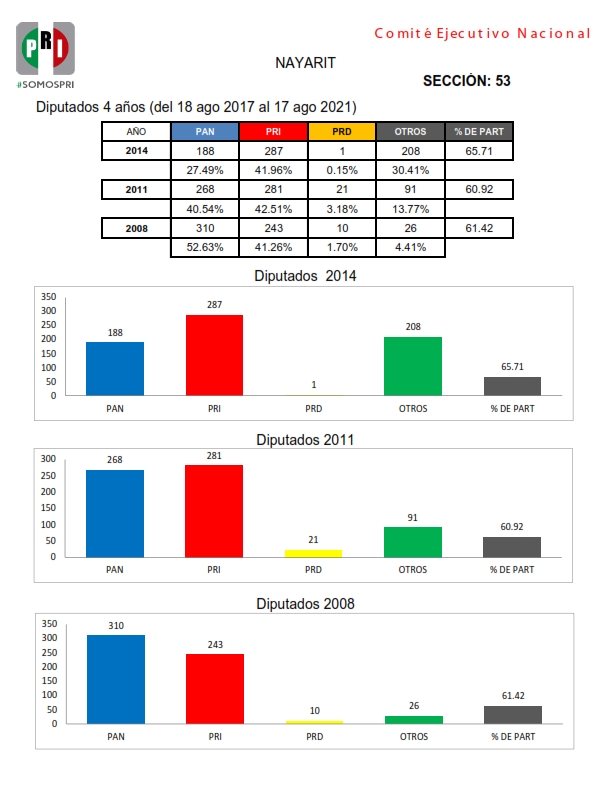 Comité Ejecutivo Nacional
PRI
#SOMOSPRI
NAYARIT
SECCIÓN: 53
Diputados 4 años (del 18 ago 2017 al 17 ago 2021)
AÑO PAN PRI PRD OTROS % DE PART
2014 188 287 1 208 65.71
27.49% 41.96% 0.15% 30.41%
2011 268 281 21 91 60.92
40.54% 42.51% 3.18% 13.77%
2008 310 243 10 26 61.42
52.63% 41.26% 1.70% 4.41%
Diputados 2014
350
300
250
200
150
100
50
0
188 287 1 208 65.71
PAN PRI PRD OTROS % DE PART
Diputados 2011
300
250
200
150
100
50
0
268 281 21 91 60.92
PAN PRI PRD OTROS % DE PART
Diputados 2008
350
300
250
200
150
100
50
0
310 243 10 26 61.42
PAN PRI PRD OTROS % DE PART